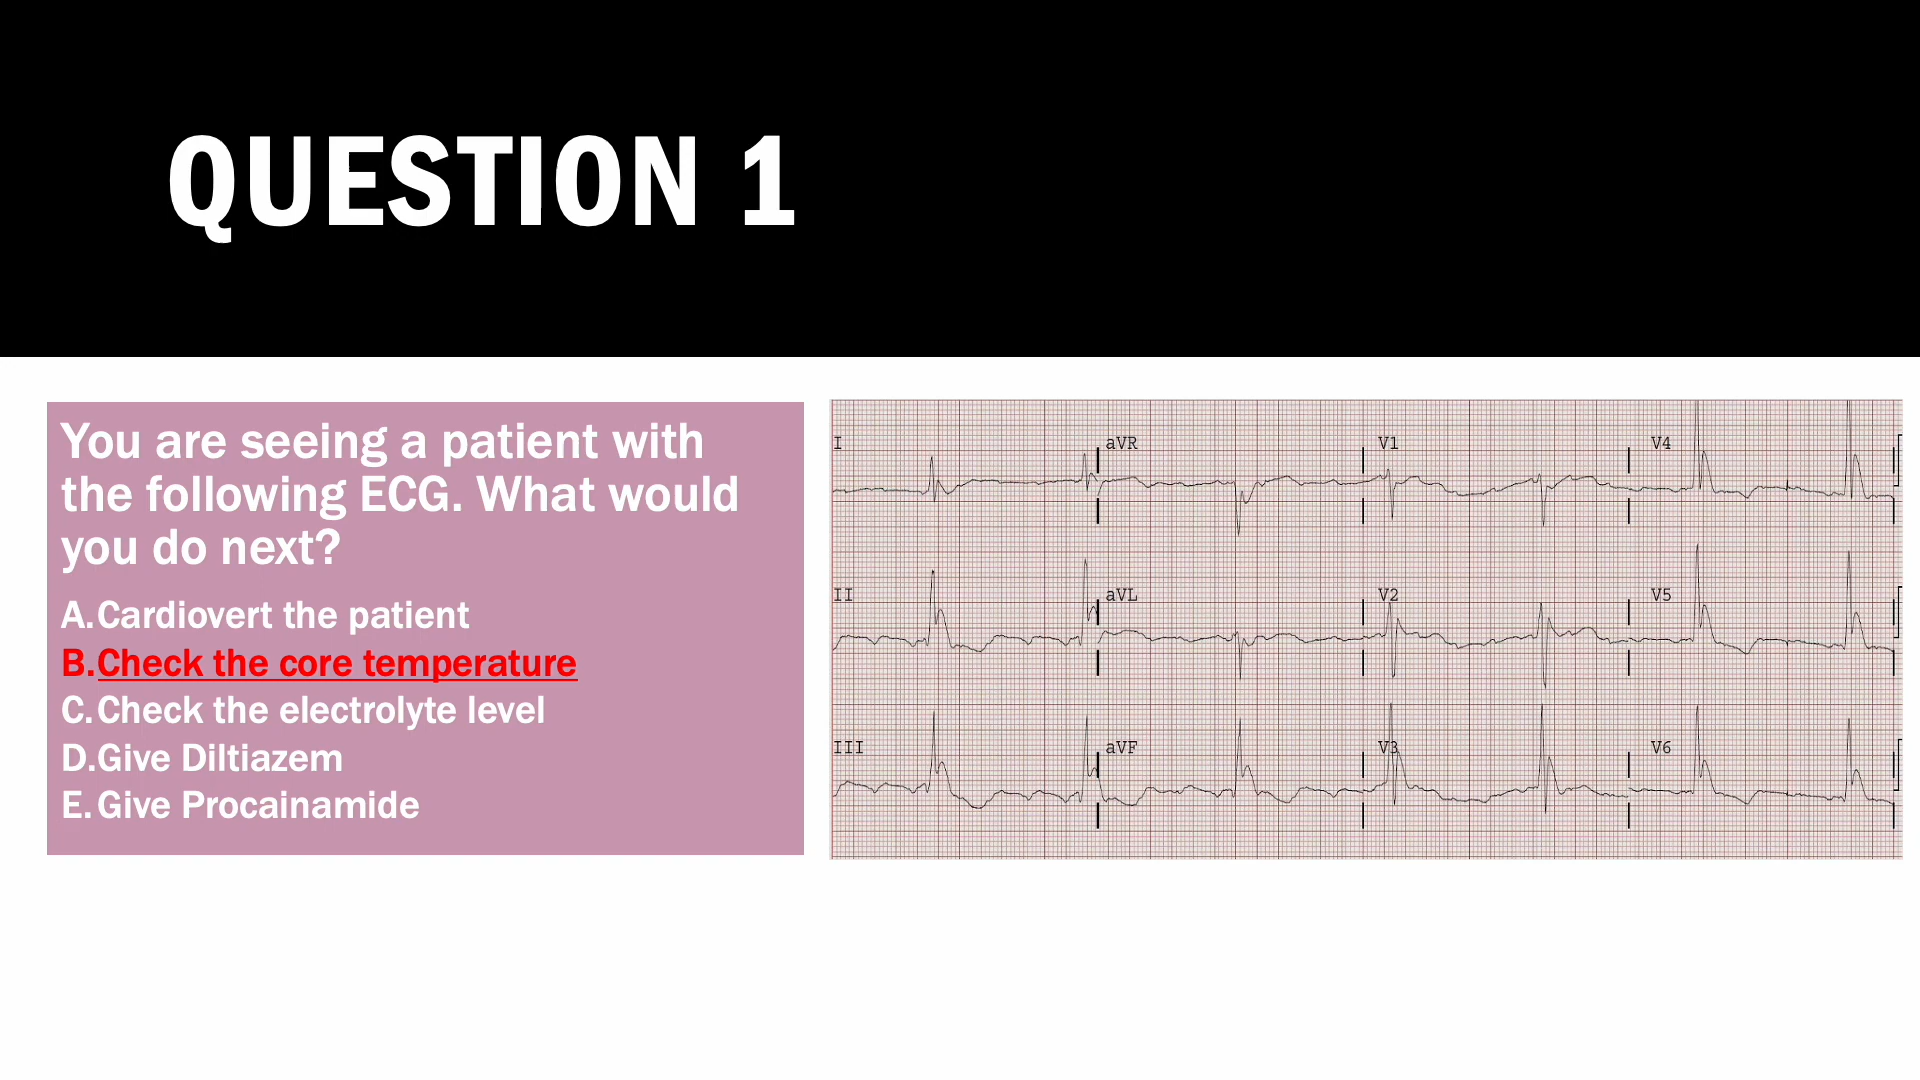 QUESTION 1
You are seeing a patient with
the following ECG. What would
you do next?
A. Cardiovert the patient
B. Check the core temperature
C. Check the electrolyte level
D. Give Diltiazem
E. Give Procainamide
I aVR V1 V4
II aVL V2 V5
III aVF V3 V6